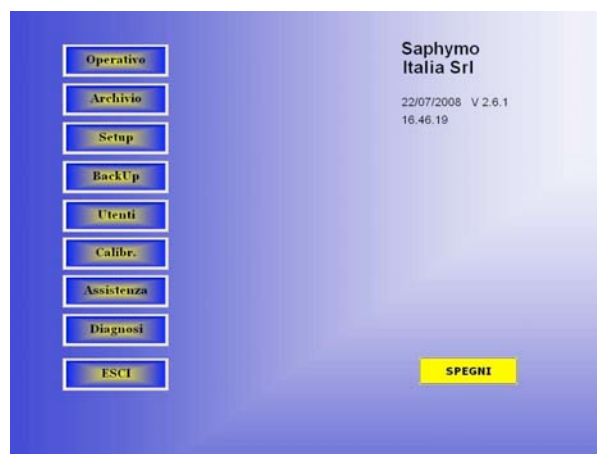 Operativo
Archivio
Setup
BackUp
Utenti
Calibr.
Assistenza
Diagnosi
ESCI
Saphymo
Italia Srl
22/07/2008 V 2.6.1
16.46.19
SPEGNI